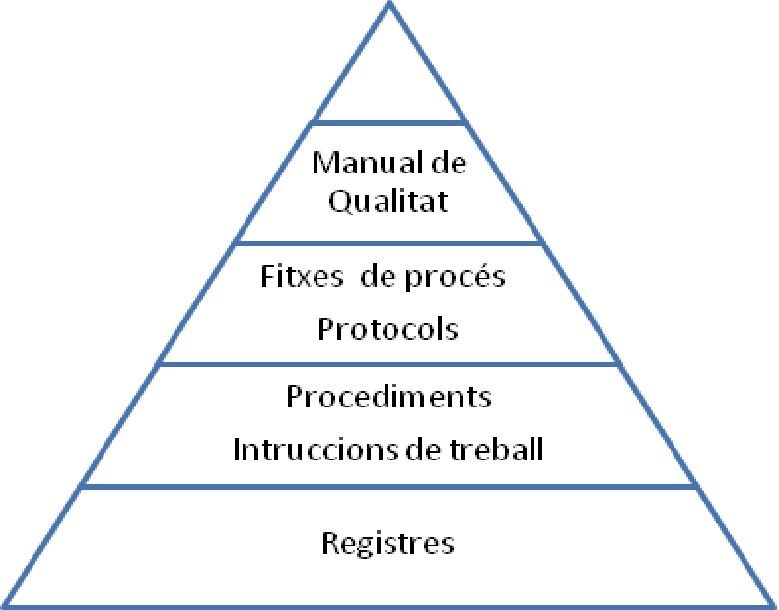 Manual de
Qualitat
Fitxes de procés
Protocols
Procediments
Intruccions de treball
Registres